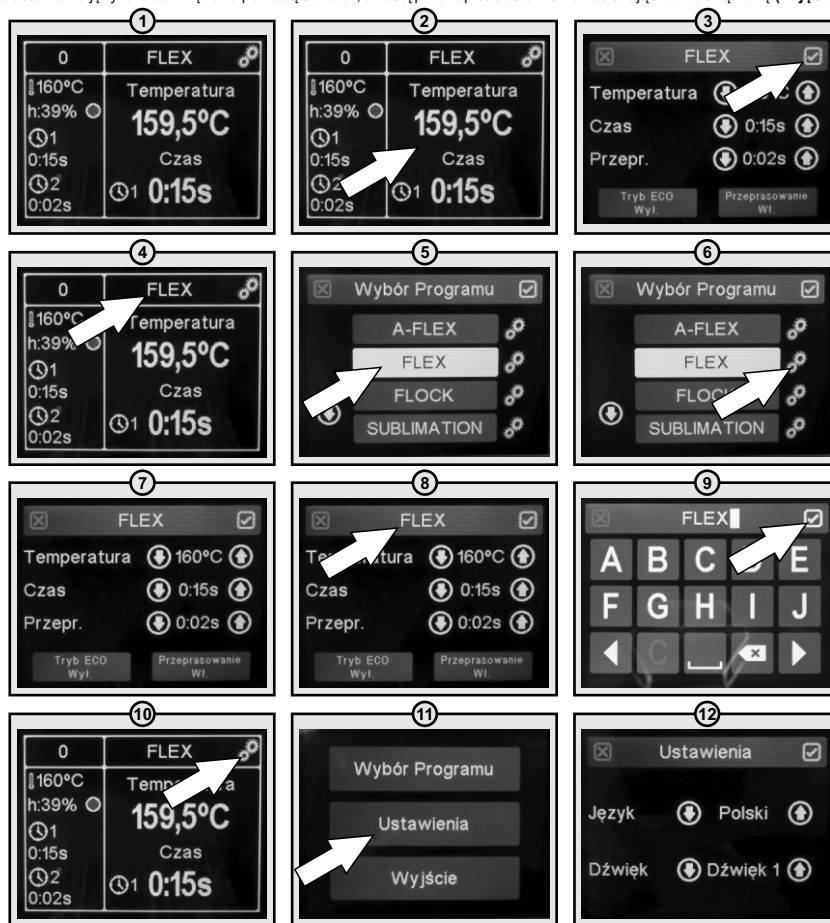 1
0 FLEX
160°C
h:39%
1
0:15s
2
0:02s
Temperatura
159,5°C
Czas
1 0:15s
2
0 FLEX
160°C
h:39%
1
0:15s
2
0:02s
Temperatura
159,5°C
Czas
1 0:15s
3
FLEX
Temperatura
Czas 0:15s
Przepr. 0:02s
Tryb ECO
Wył.
Przeprasowanie
Wł.
4
0 FLEX
160°C
h:39%
1
0:15s
2
0:02s
Temperatura
159,5°C
Czas
1 0:15s
5
Wybór Programu
A-FLEX
FLEX
FLOCK
SUBLIMATION
6
Wybór Programu
A-FLEX
FLEX
FLOCK
SUBLIMATION
7
FLEX
Temperatura 160°C
Czas 0:15s
Przepr. 0:02s
Tryb ECO
Wył.
Przeprasowanie
Wł.
8
FLEX
Temperatura 160°C
Czas 0:15s
Przepr. 0:02s
Tryb ECO
Wył.
Przeprasowanie
Wł.
9
FLEX
A B C D E
F G H I J
C
10
0 FLEX
160°C
h:39%
1
0:15s
2
0:02s
Temperatura
159,5°C
Czas
1 0:15s
11
Wybór Programu
Ustawienia
Wyjście
12
Ustawienia
Język Polski
Dźwięk Dźwięk 1